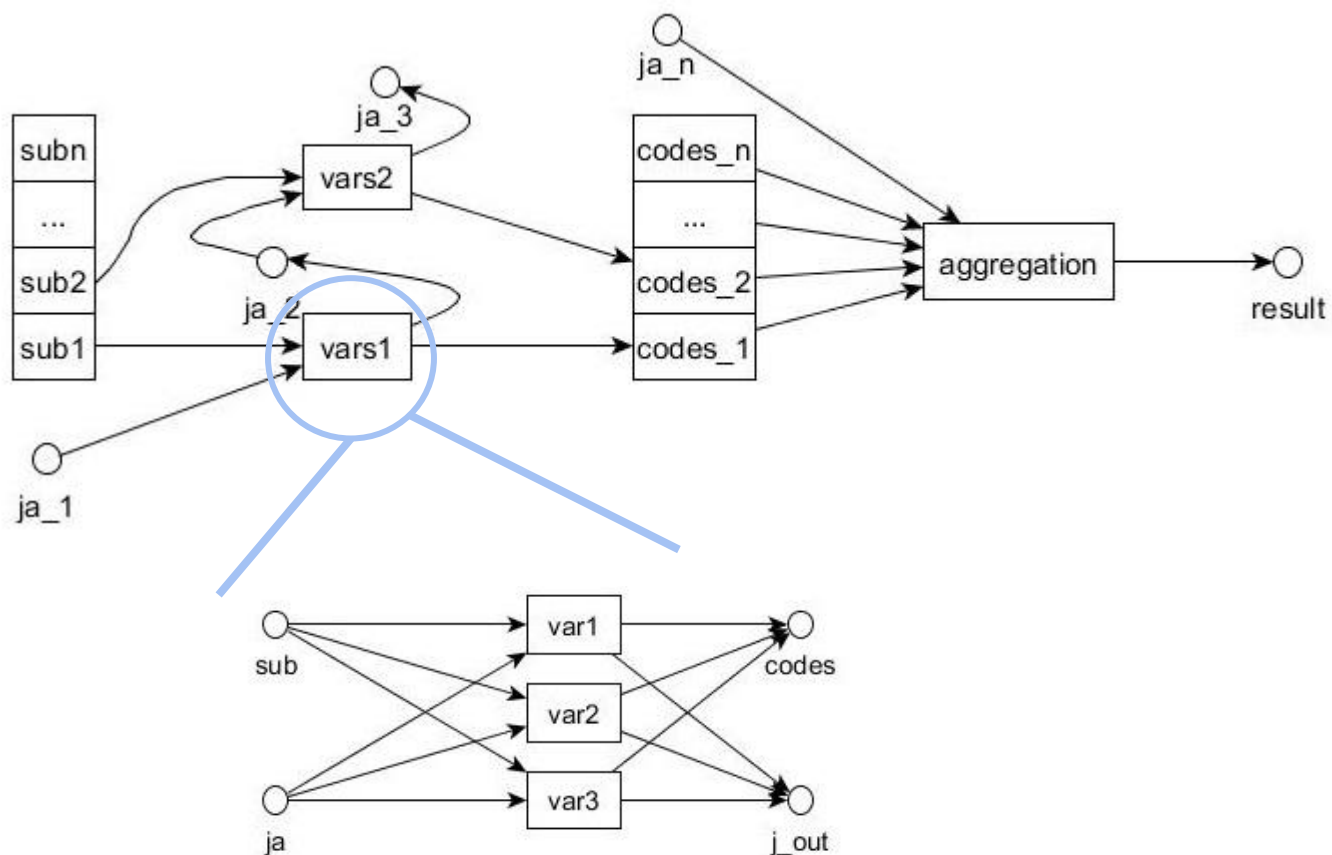 ja_n
ja_3
subn
...
sub2
sub1
vars2
ja_2
vars1
codes_n
...
codes_2
codes_1
aggregation
result
ja_1
var1
sub
codes
var2
var3
ja
j_out